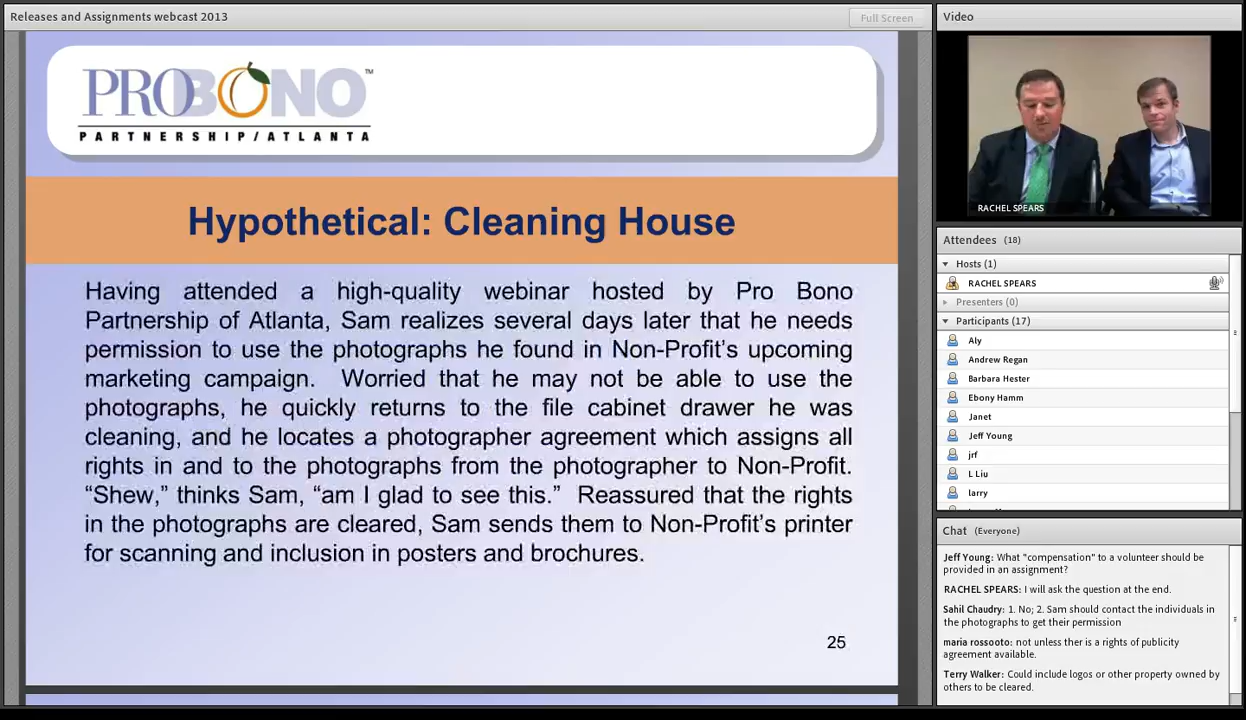 Releases and Assignments webcast 2013
Full Screen
PROBONO™
PARTNERSHIP/ATLANTA
Hypothetical: Cleaning House
Having attended a high-quality webinar hosted by Pro Bono
Partnership of Atlanta, Sam realizes several days later that he needs
permission to use the photographs he found in Non-Profit's upcoming
marketing campaign. Worried that he may not be able to use the
photographs, he quickly returns to the file cabinet drawer he was
cleaning, and he locates a photographer agreement which assigns all
rights in and to the photographs from the photographer to Non-Profit.
“Shew,” thinks Sam, “am I glad to see this.” Reassured that the rights
in the photographs are cleared, Sam sends them to Non-Profit's printer
for scanning and inclusion in posters and brochures.
25
Video
RACHEL SPEARS
Attendees (18)
Hosts (1)
RACHEL SPEARS
Presenters (0)
Participants (17)
Aly
Andrew Regan
Barbara Hester
Ebony Hamm
Janet
Jeff Young
jrf
L Liu
larry
Chat (Everyone)
Jeff Young: What "compensation" to a volunteer should be
provided in an assignment?
RACHEL SPEARS: I will ask the question at the end.
Sahil Chaudry: 1. No; 2. Sam should contact the individuals in
the photographs to get their permission
maria rossooto: not unless ther is a rights of publicity
agreement available.
Terry Walker: Could include logos or other property owned by
others to be cleared.